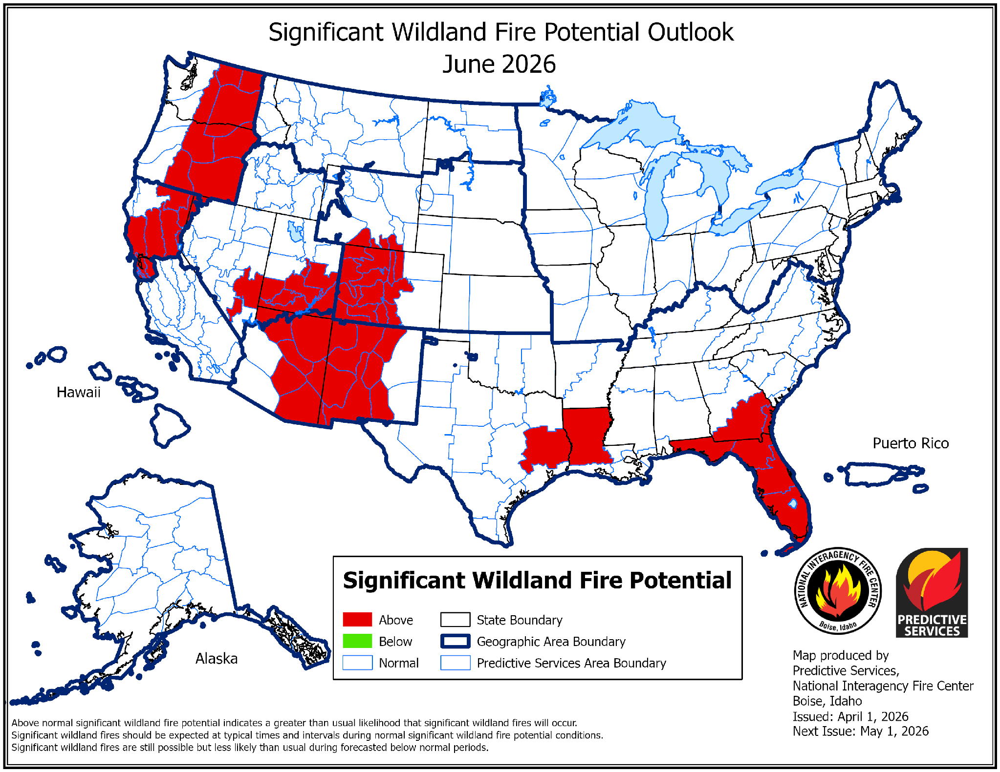 Significant Wildland Fire Potential Outlook
June 2026
Hawaii
Puerto Rico
Alaska
Significant Wildland Fire Potential
Above
State Boundary
Below
Geographic Area Boundary
Normal
Predictive Services Area Boundary
NATIONAL INTERAGENCY FIRE CENTER
Boise, Idaho
PREDICTIVE
SERVICES
Map produced by
Predictive Services,
National Interagency Fire Center
Boise, Idaho
Issued: April 1, 2026
Next Issue: May 1, 2026
Above normal significant wildland fire potential indicates a greater than usual likelihood that significant wildland fires will occur.
Significant wildland fires should be expected at typical times and intervals during normal significant wildland fire potential conditions.
Significant wildland fires are still possible but less likely than usual during forecasted below normal periods.